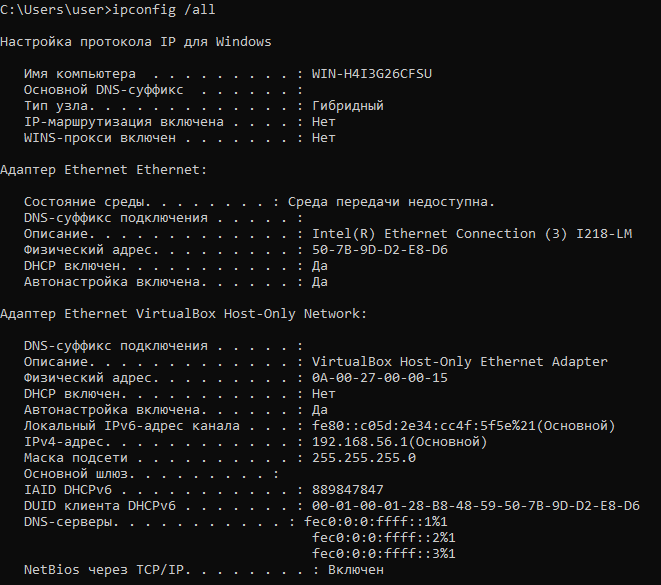 C:\Users\user>ipconfig /all
Настройка протокола IP для Windows
Имя компьютера  . . . . . . . . . : WIN-H4I3G26CFSU
Основной DNS-суффикс  . . . . . . :
Тип узла. . . . . . . . . . . . . : Гибридный
IP-маршрутизация включена . . . . : Нет
WINS-прокси включен . . . . . . . : Нет
Адаптер Ethernet Ethernet:
Состояние среды. . . . . . . . : Среда передачи недоступна.
DNS-суффикс подключения . . . . . :
Описание. . . . . . . . . . . . . : Intel(R) Ethernet Connection (3) I218-LM
Физический адрес. . . . . . . . . : 50-7B-9D-D2-E8-D6
DHCP включен. . . . . . . . . . . : Да
Автонастройка включена. . . . . . : Да
Адаптер Ethernet VirtualBox Host-Only Network:
DNS-суффикс подключения . . . . . :
Описание. . . . . . . . . . . . . : VirtualBox Host-Only Ethernet Adapter
Физический адрес. . . . . . . . . : 0A-00-27-00-00-15
DHCP включен. . . . . . . . . . . : Нет
Автонастройка включена. . . . . . : Да
Локальный IPv6-адрес канала . . . : fe80::c05d:2e34:cc4f:5f5e%21(Основной)
IPv4-адрес. . . . . . . . . . . . : 192.168.56.1(Основной)
Маска подсети . . . . . . . . . . : 255.255.255.0
Основной шлюз. . . . . . . . . :
IAID DHCPv6 . . . . . . . . . . . : 889847847
DUID клиента DHCPv6 . . . . . . . : 00-01-00-01-28-B8-48-59-50-7B-9D-D2-E8-D6
DNS-серверы. . . . . . . . . . . : fec0:0:0:ffff::1%1
fec0:0:0:ffff::2%1
fec0:0:0:ffff::3%1
NetBios через TCP/IP. . . . . . . . : Включен